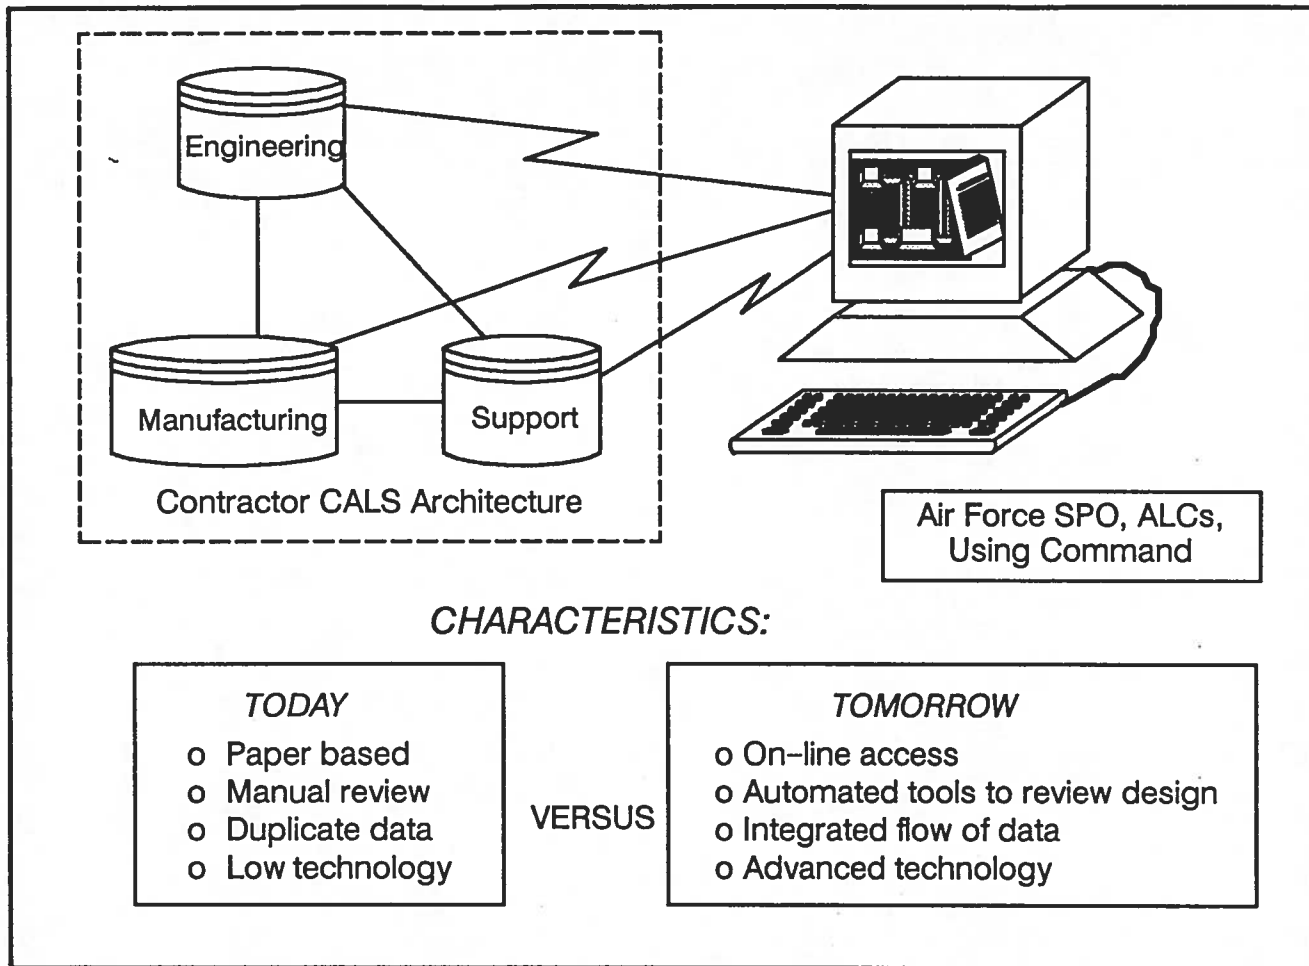 Engineering
Manufacturing
Support
Contractor CALS Architecture
Air Force SPO, ALCs,
Using Command
CHARACTERISTICS:
TODAY
o Paper based
o Manual review
o Duplicate data
o Low technology
VERSUS
TOMORROW
o On–line access
o Automated tools to review design
o Integrated flow of data
o Advanced technology